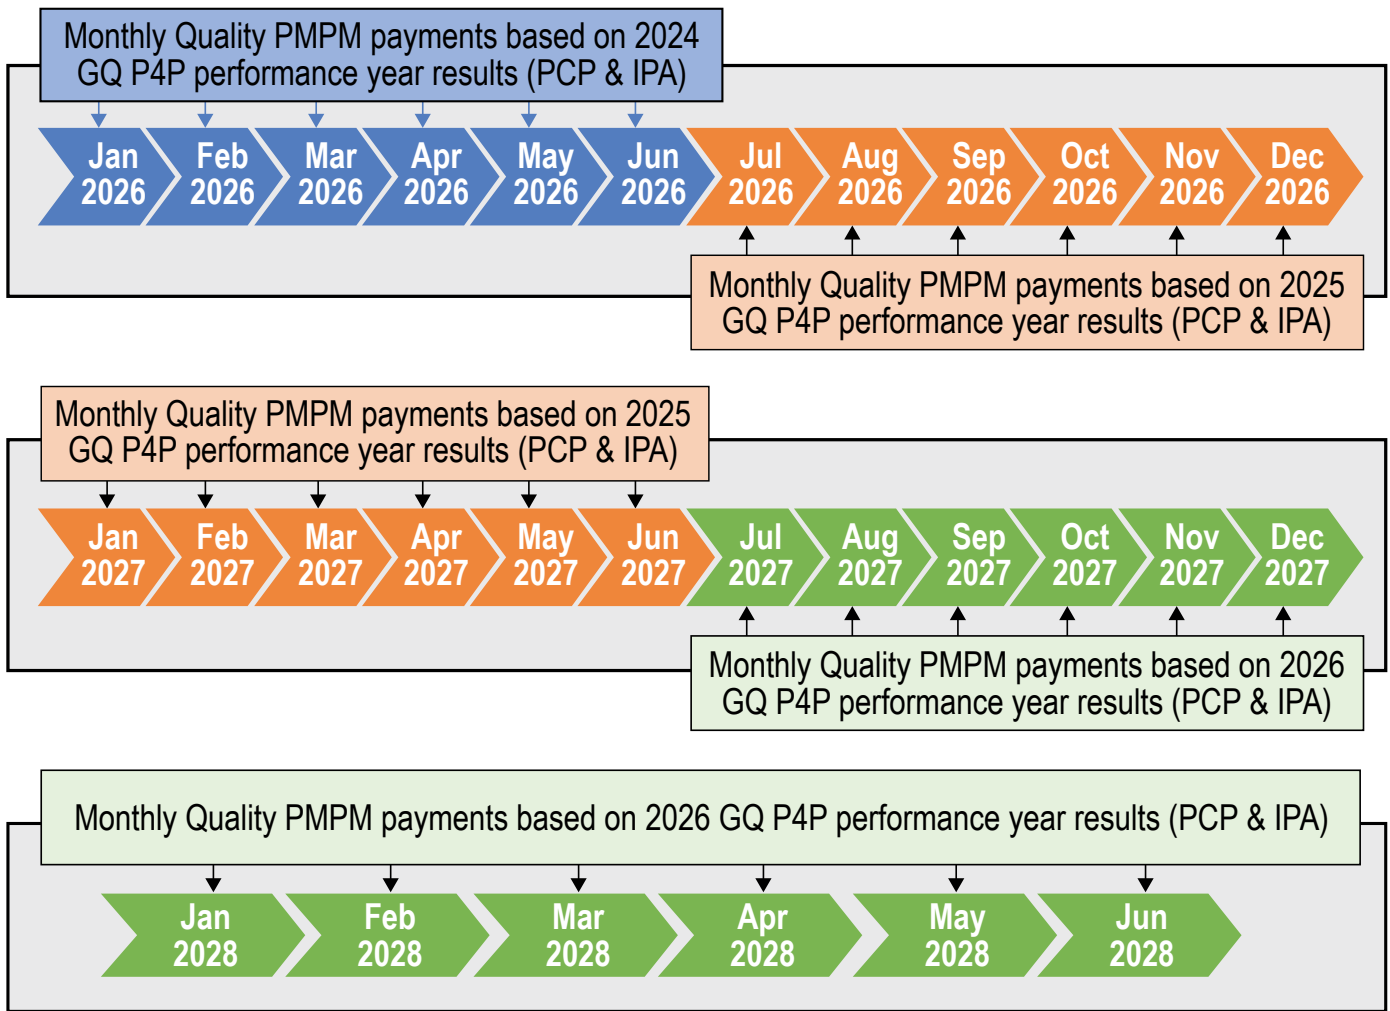 Monthly Quality PMPM payments based on 2024
GQ P4P performance year results (PCP & IPA)
Jan Feb Mar Apr May Jun Jul Aug Sep Oct Nov Dec
2026 2026 2026 2026 2026 2026 2026 2026 2026 2026 2026 2026
Monthly Quality PMPM payments based on 2025
GQ P4P performance year results (PCP & IPA)
Monthly Quality PMPM payments based on 2025
GQ P4P performance year results (PCP & IPA)
Jan Feb Mar Apr May Jun Jul Aug Sep Oct Nov Dec
2027 2027 2027 2027 2027 2027 2027 2027 2027 2027 2027 2027
Monthly Quality PMPM payments based on 2026
GQ P4P performance year results (PCP & IPA)
Monthly Quality PMPM payments based on 2026 GQ P4P performance year results (PCP & IPA)
Jan Feb Mar Apr May Jun
2028 2028 2028 2028 2028 2028